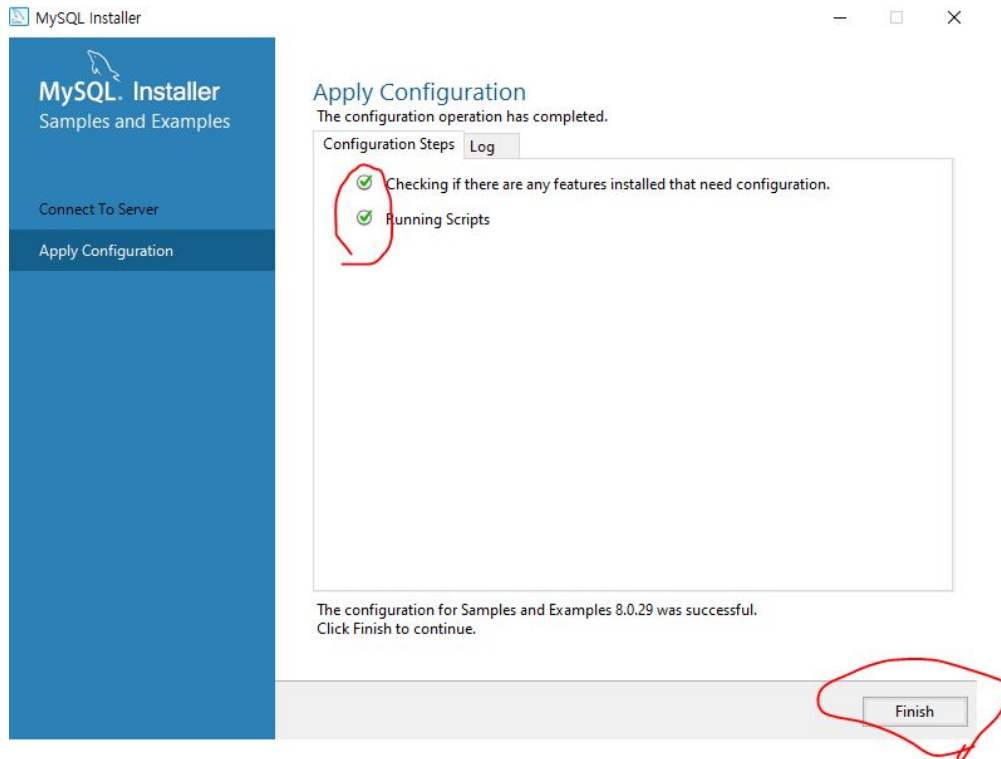 MySQL Installer
MySQL. Installer
Samples and Examples
Connect To Server
Apply Configuration
Apply Configuration
The configuration operation has completed.
Configuration Steps
Log
Checking if there are any features installed that need configuration.
Running Scripts
The configuration for Samples and Examples 8.0.29 was successful.
Click Finish to continue.
Finish